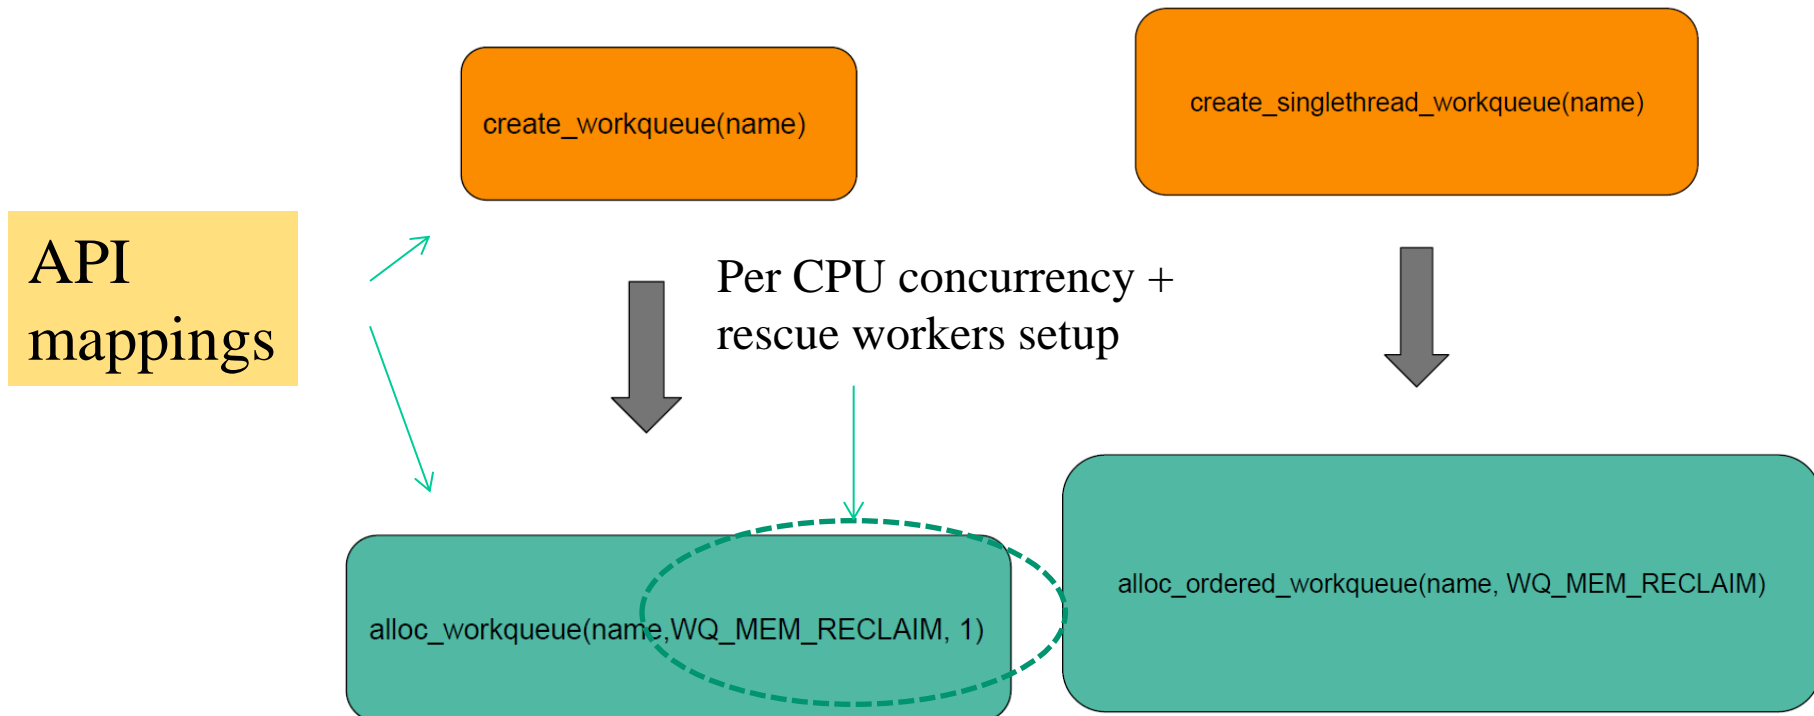 create_workqueue(name)
create_singlethread_workqueue(name)
API
mappings
Per CPU concurrency +
rescue workers setup
alloc_workqueue(name,WQ_MEM_RECLAIM, 1)
alloc_ordered_workqueue(name, WQ_MEM_RECLAIM)